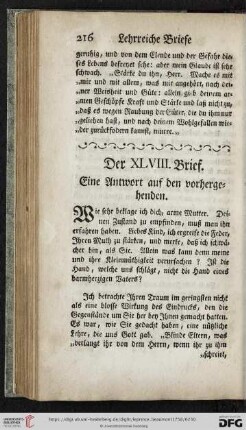 216 Lehrreiche Briefe
geruhig, und von dem Elende und der Gefahr die
ses Lebens befreyet sehe: aber mein Glaube ist sehr
schwach. „Stärke du ihn, Herr. Mache es mit
„mir und mit allem, was mir angehört, nach dei-
„ner Weisheit und Güte: allein gieb deinem ar-
„men Geschöpfe Kraft und Stärke und laß nicht zu,
„daß es wegen Raubung der Güter, die du ihm nur
„geliehen hast, und nach deinem Wohlgefallen wie-
„der zurückfodern kannst, murre.„
Der XLVIII. Brief.
Eine Antwort auf den vorherge-
henden.
Wie sehr beklage ich dich, arme Mutter. Dei-
nen Zustand zu empfinden, muß man ihn
erfahren haben. Liebes Kind, ich ergreife die Feder,
Ihren Muth zu stärken, und merke, daß ich schwä-
cher bin, als Sie. Allein was kann denn meine
und ihre Kleinmüthigkeit verursachen? Ist die
Hand, welche uns schlägt, nicht die Hand eines
barmherzigen Vaters?
Ich betrachte Ihren Traum im geringsten nicht
als eine blosse Wirkung des Eindrucks, den die
Gegenstände um Sie her bey Ihnen gemacht hatten.
Es war, wie Sie gedacht haben, eine nützliche
Lehre, die uns Gott gab. „Blinde Eltern, was
„verlangt ihr von dem Herrn, wenn ihr zu ihm
„schreiet,